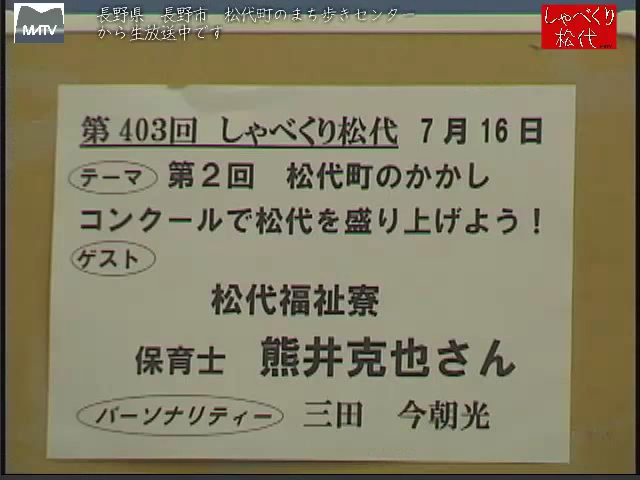 MATV
長野県 長野市 松代町のまち歩きセンター
から生放送中です
しゃべくり
松代
第403回 しゃべくり松代 7月16日
テーマ 第2回 松代町のかかし
コンクールで松代を盛り上げよう!
ゲスト
松代福祉寮
保育士 熊井克也さん
パーソナリティー 三田 今朝光